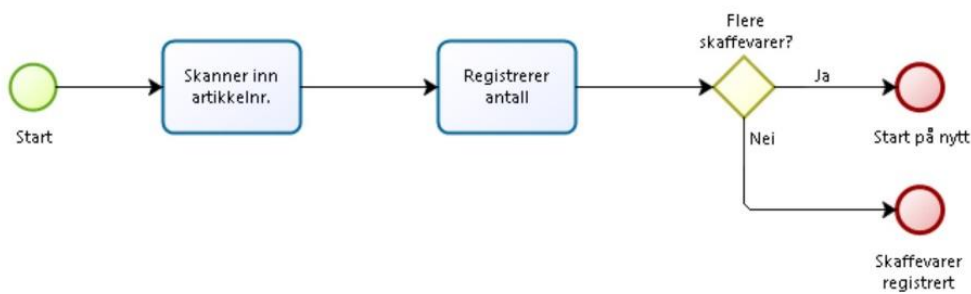 Start
Skanner inn
artikkelnr.
Registrerer
antall
Flere
skaffevarer?
Ja
Start på nytt
Nei
Skaffevarer
registrert